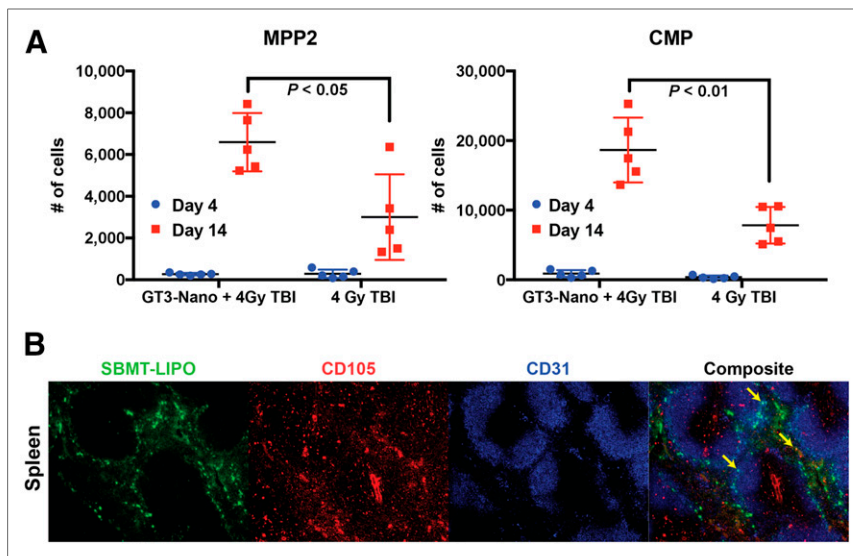 A
MPP2
CMP
10,000
8,000
6,000
4,000
2,000
0
# of cells
P < 0.05
Day 4
Day 14
GT3-Nano + 4Gy TBI
4 Gy TBI
30,000
20,000
10,000
0
# of cells
P < 0.01
Day 4
Day 14
GT3-Nano + 4Gy TBI
4 Gy TBI
B
SBMT-LIPO
CD105
CD31
Composite
Spleen